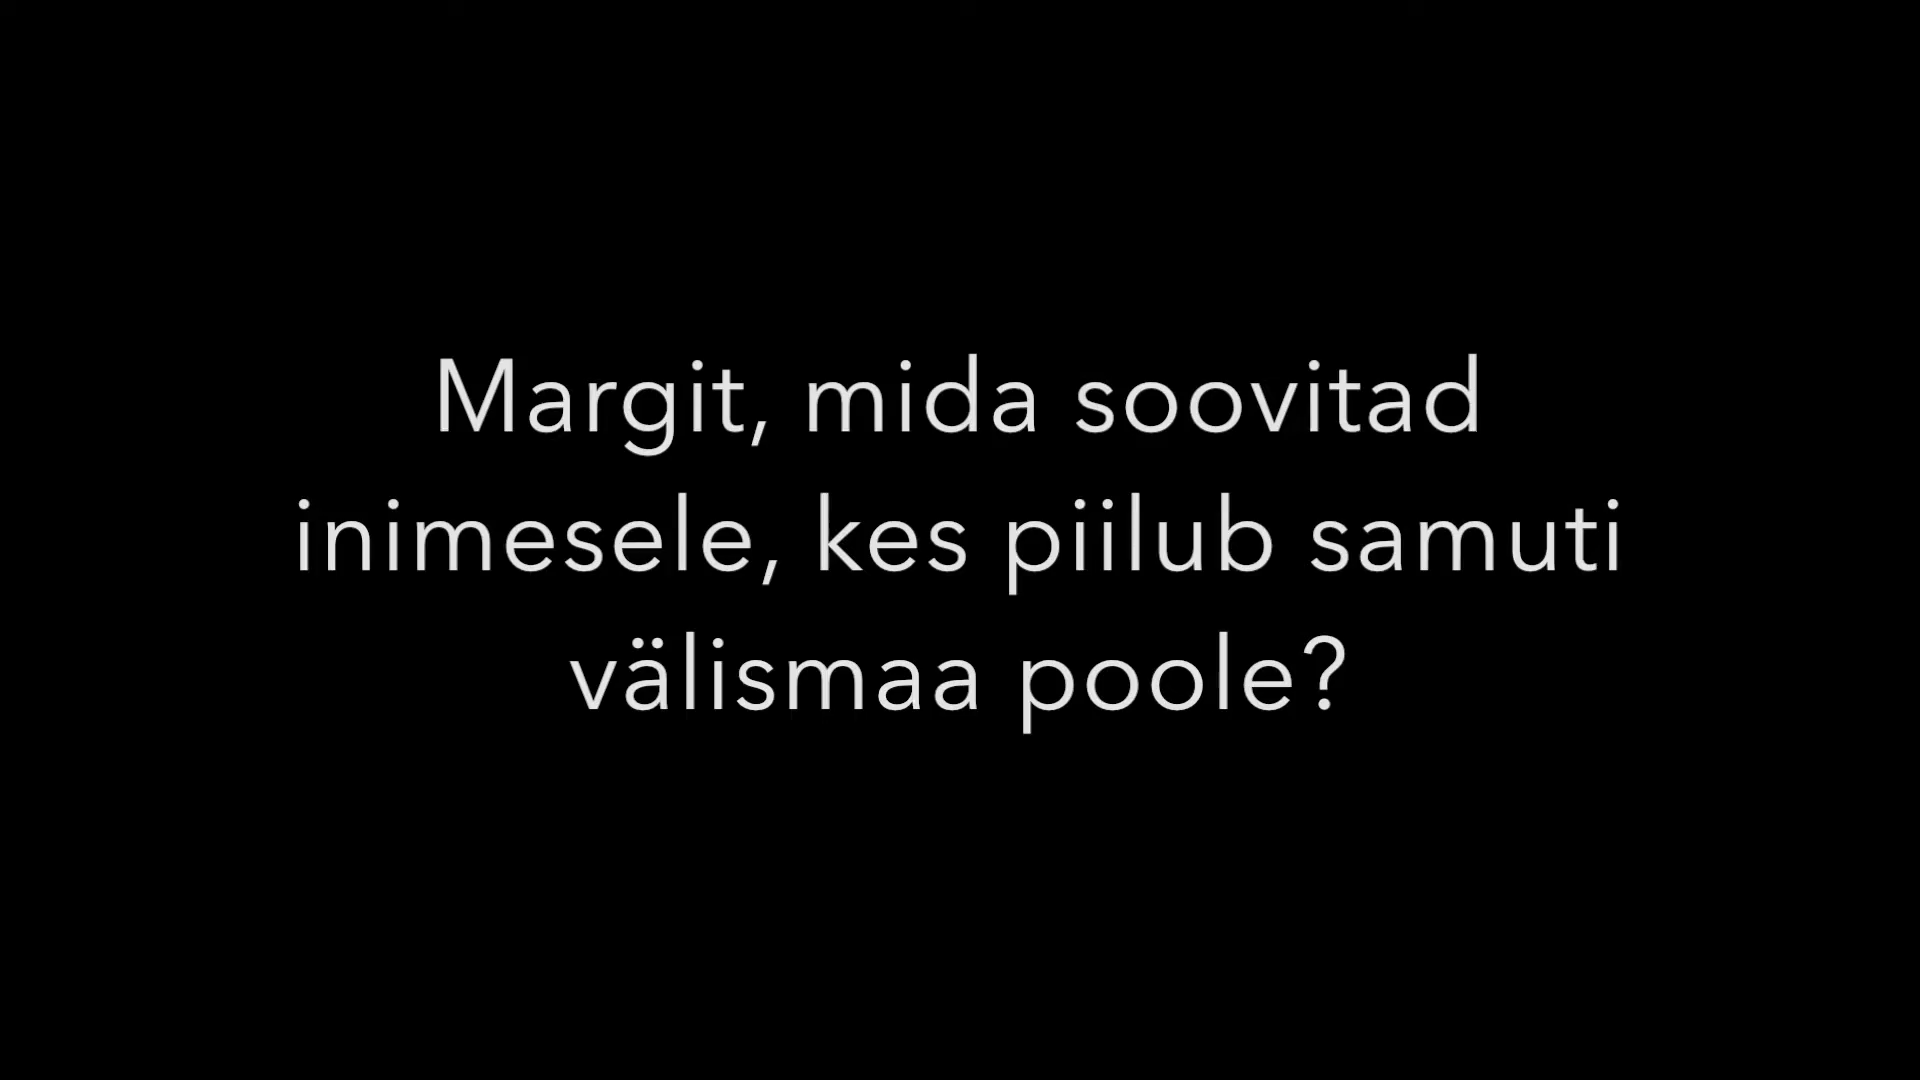 Margit, mida soovitad
inimesele, kes piilub samuti
välismaa poole?